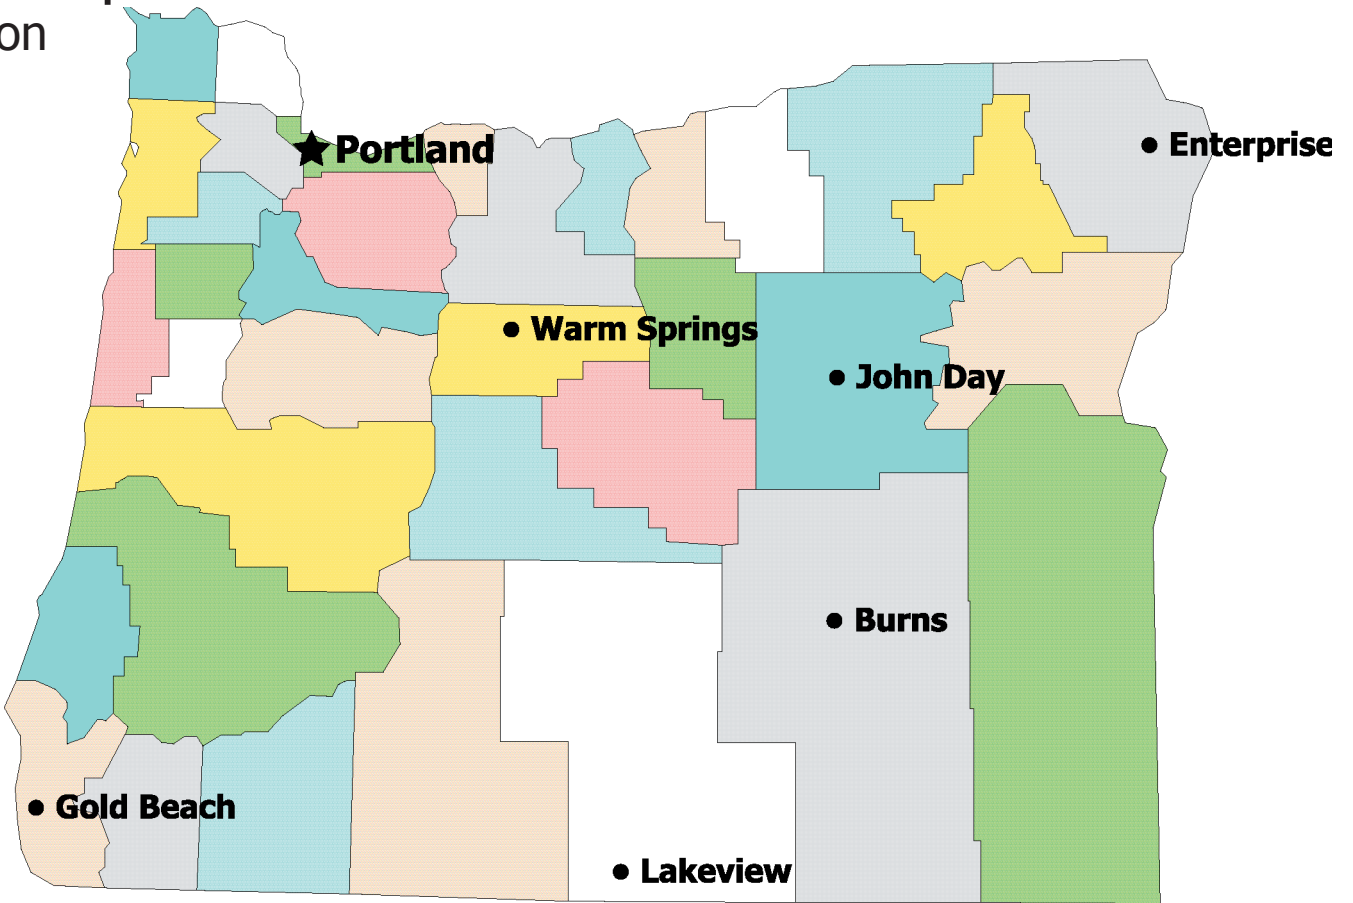 on
Portland
Enterprise
Warm Springs
John Day
Burns
Gold Beach
Lakeview